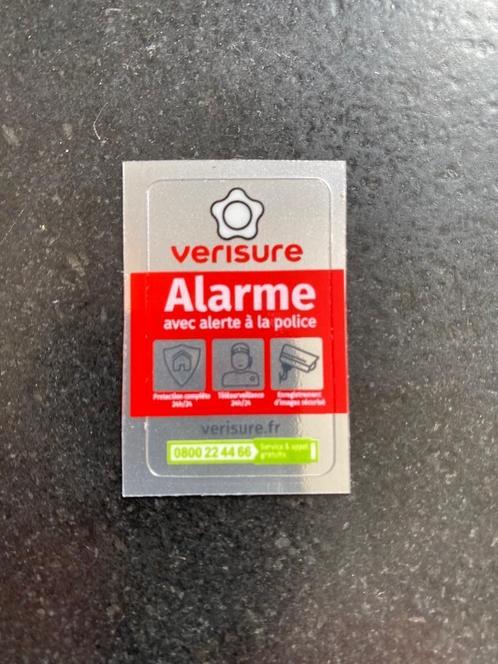 verisure
Alarme
avec alerte à la police
Protection complète
24h/24
Télésurveillance
24h/24
Enregistrement
d'images sécurisé
verisure.fr
0800 22 44 66
Service & appel
gratuits